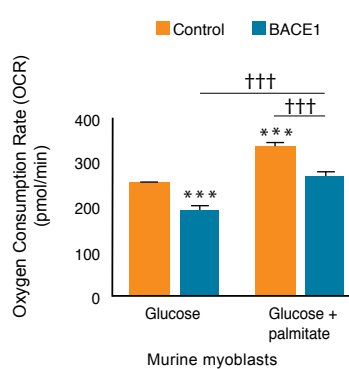 Control BACE1
†††
†††
***
***
Oxygen Consumption Rate (OCR)
(pmol/min)
400
300
200
100
0
Glucose Glucose +
palmitate
Murine myoblasts